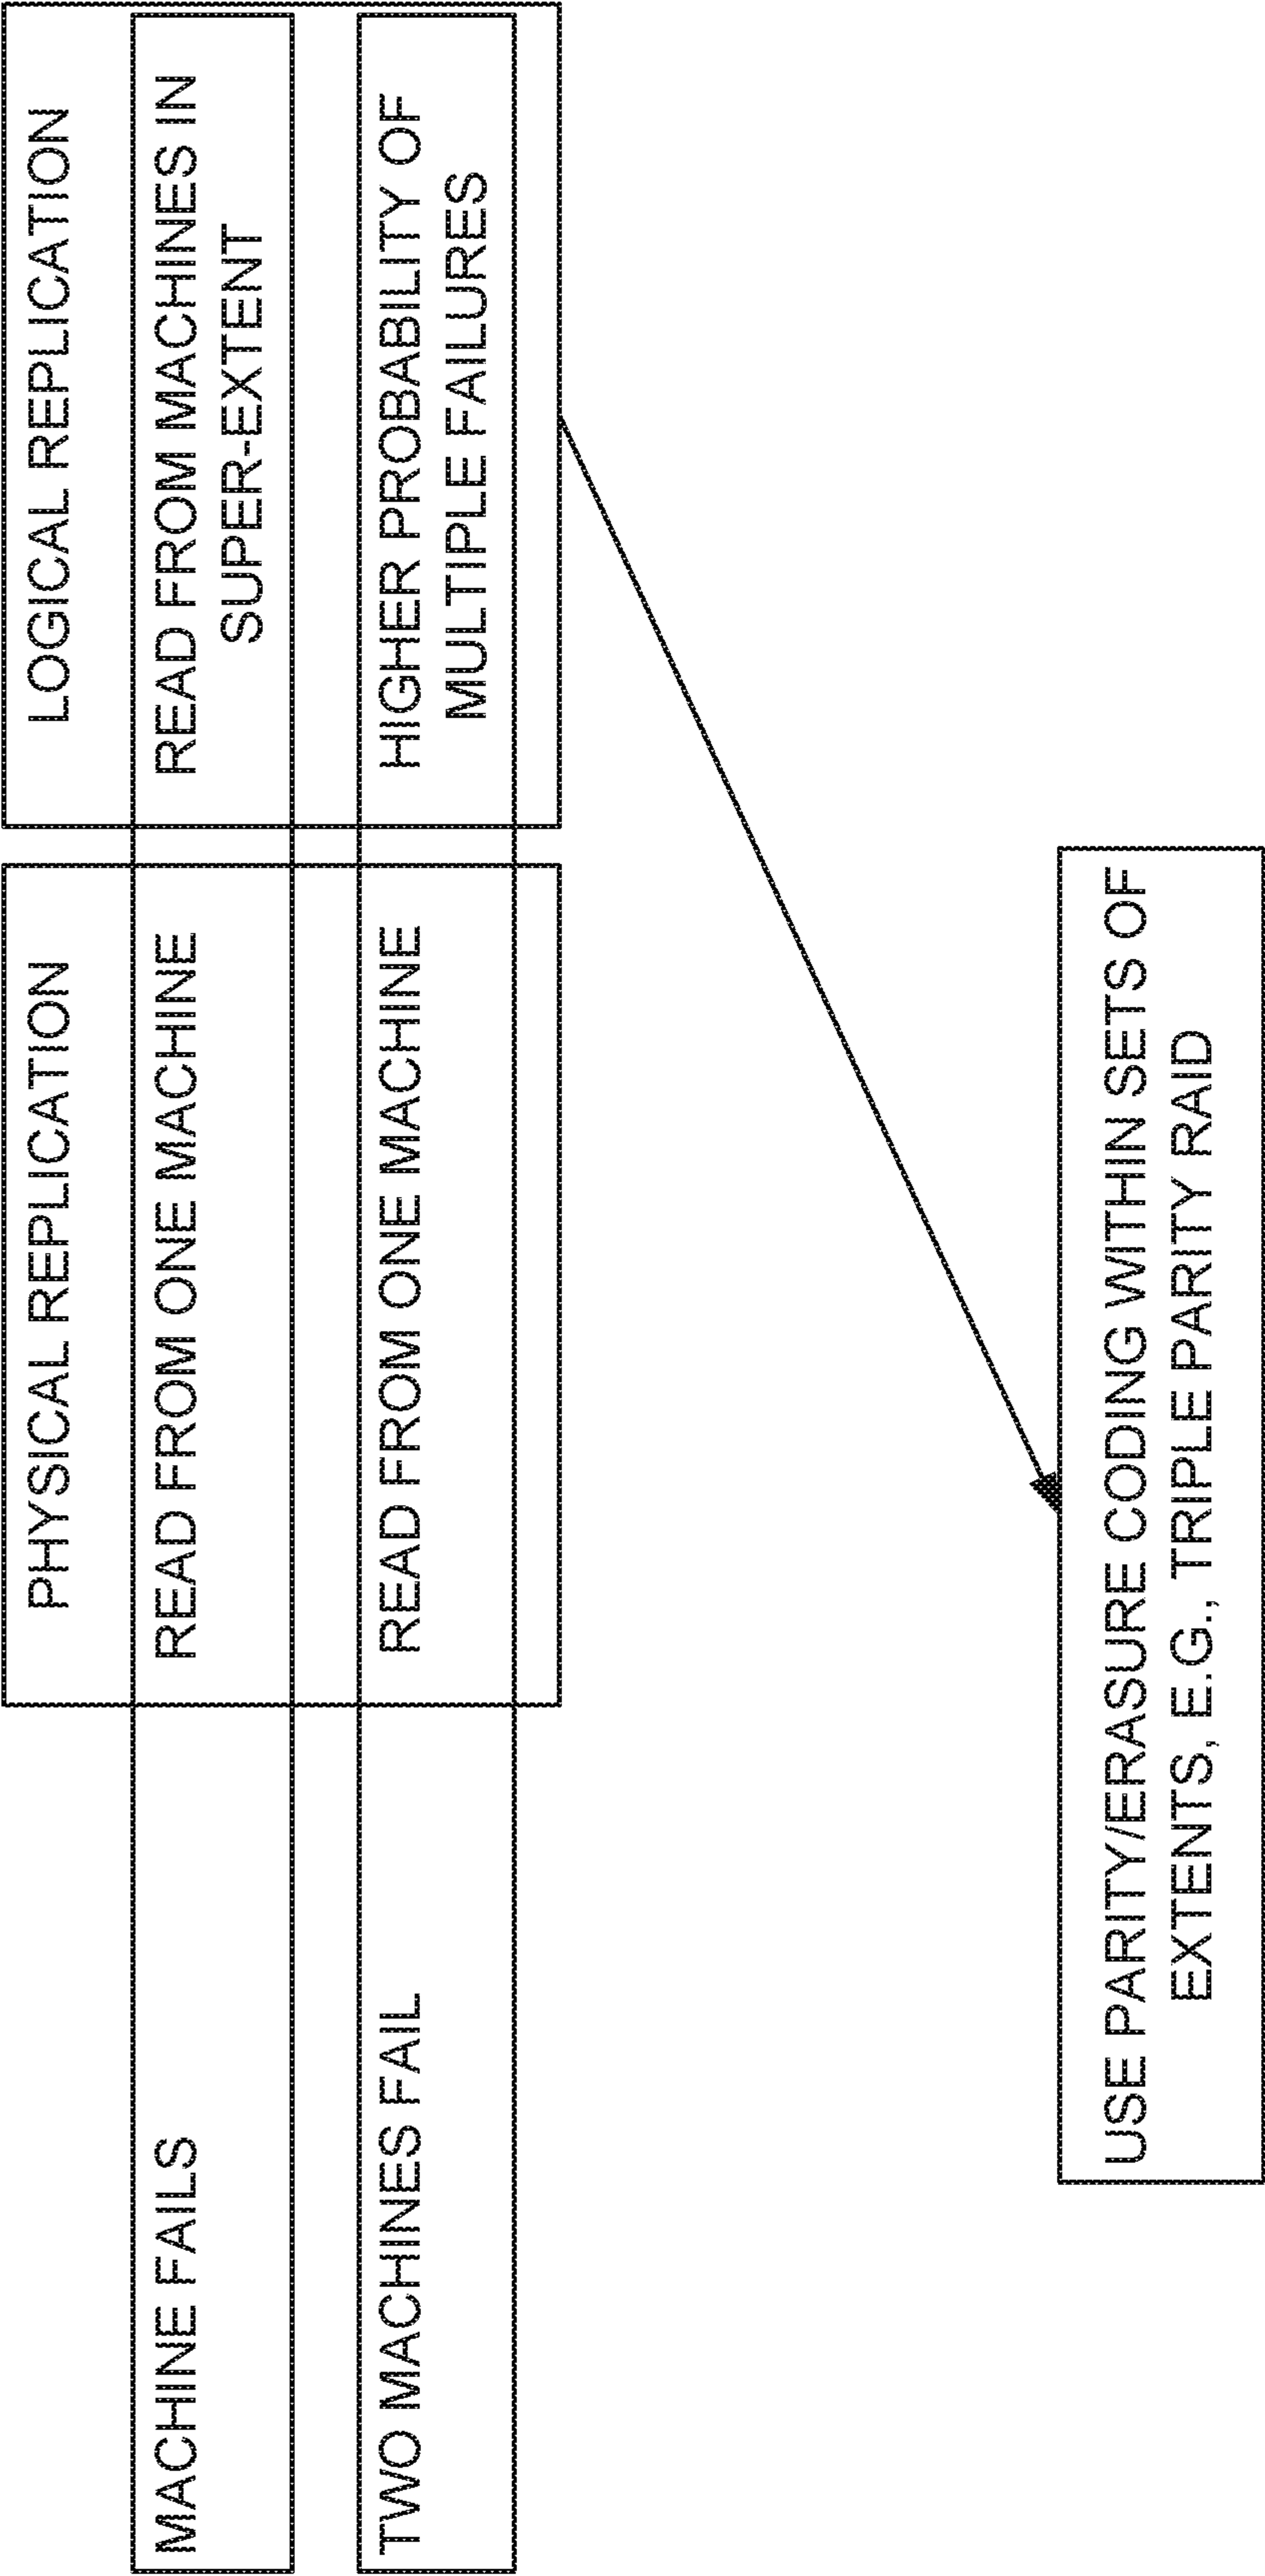 PHYSICAL REPLICATION
LOGICAL REPLICATION
MACHINE FAILS
READ FROM ONE MACHINE
READ FROM MACHINES IN
SUPER-EXTENT
TWO MACHINES FAIL
READ FROM ONE MACHINE
HIGHER PROBABILITY OF
MULTIPLE FAILURES
USE PARITY/ERASURE CODING WITHIN SETS OF
EXTENTS, E.G., TRIPLE PARITY RAID